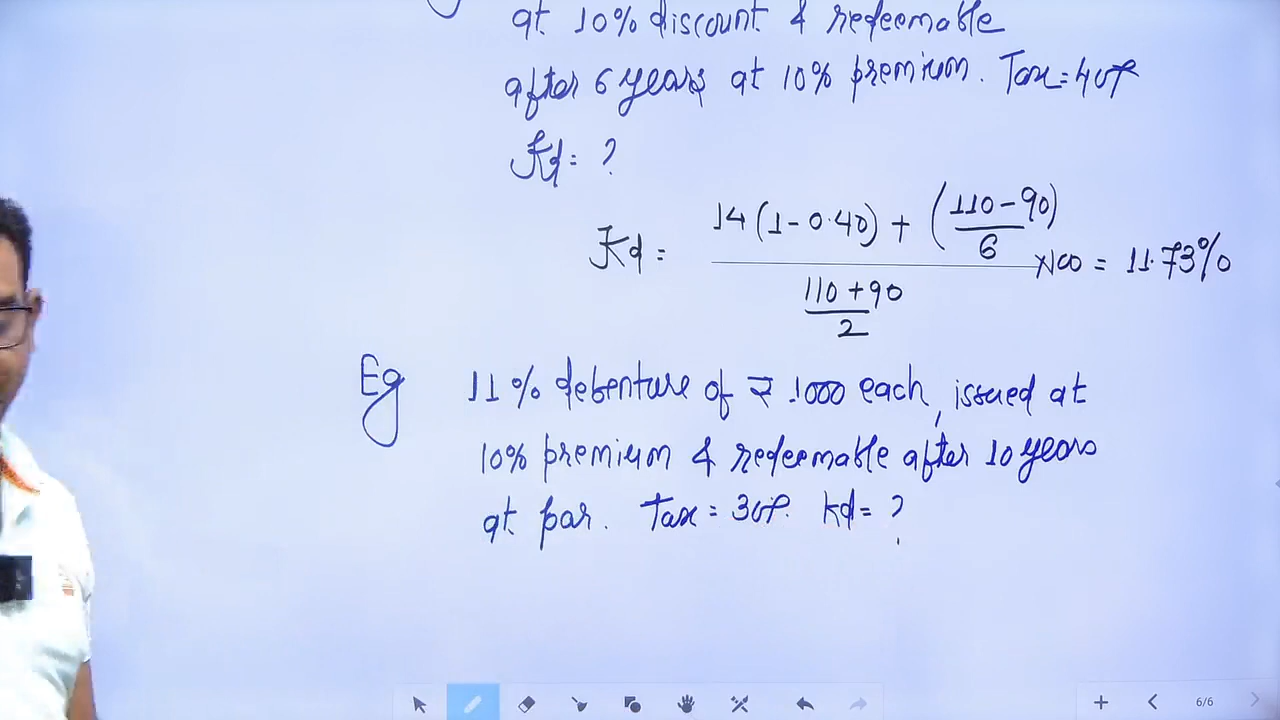 at 10% discount & redeemable
after 6 years at 10% premium. Tax = 40%
Kd = ?
Kd = 14 (1 - 0.40) + (110 - 90)
6
110 + 90
2
×100 = 11.73%
Eg 11% debenture of ₹ 1000 each, issued at
10% premium & redeemable after 10 years
at par. Tax = 30%. Kd = ?
6/6